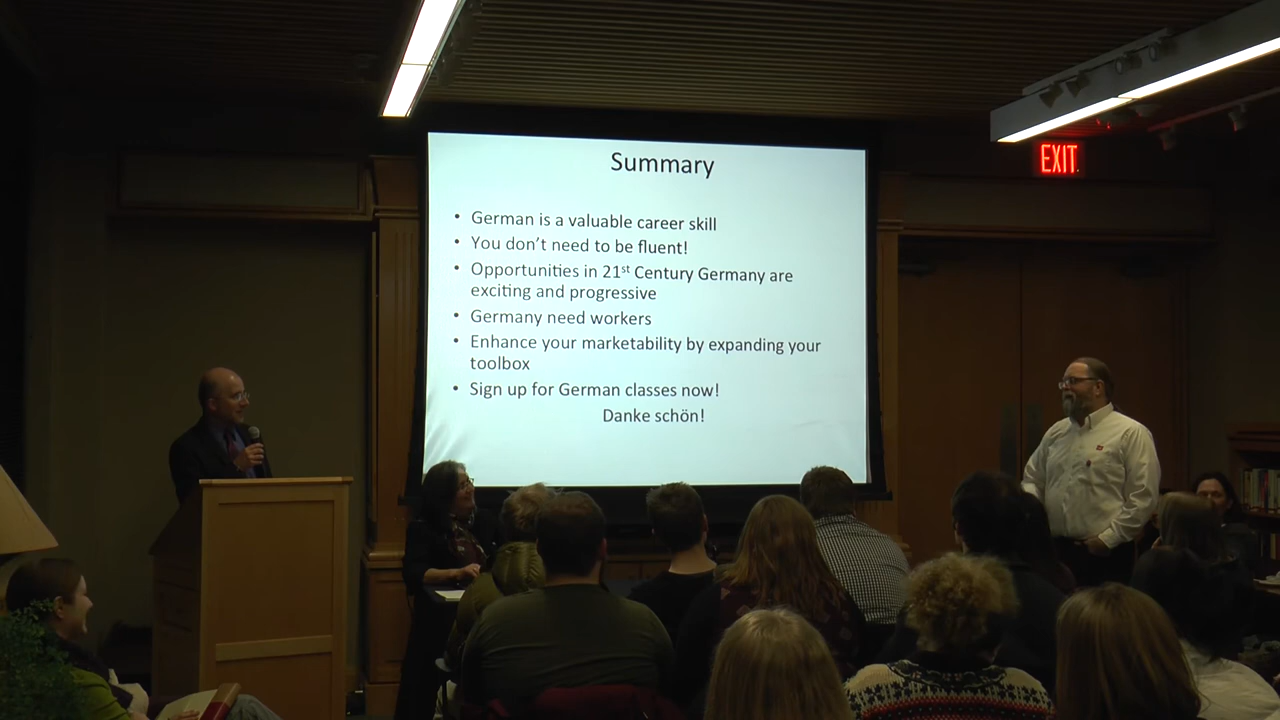 Summary
• German is a valuable career skill
• You don't need to be fluent!
• Opportunities in 21st Century Germany are
exciting and progressive
• Germany need workers
• Enhance your marketability by expanding your
toolbox
• Sign up for German classes now!
Danke schön!
EXIT